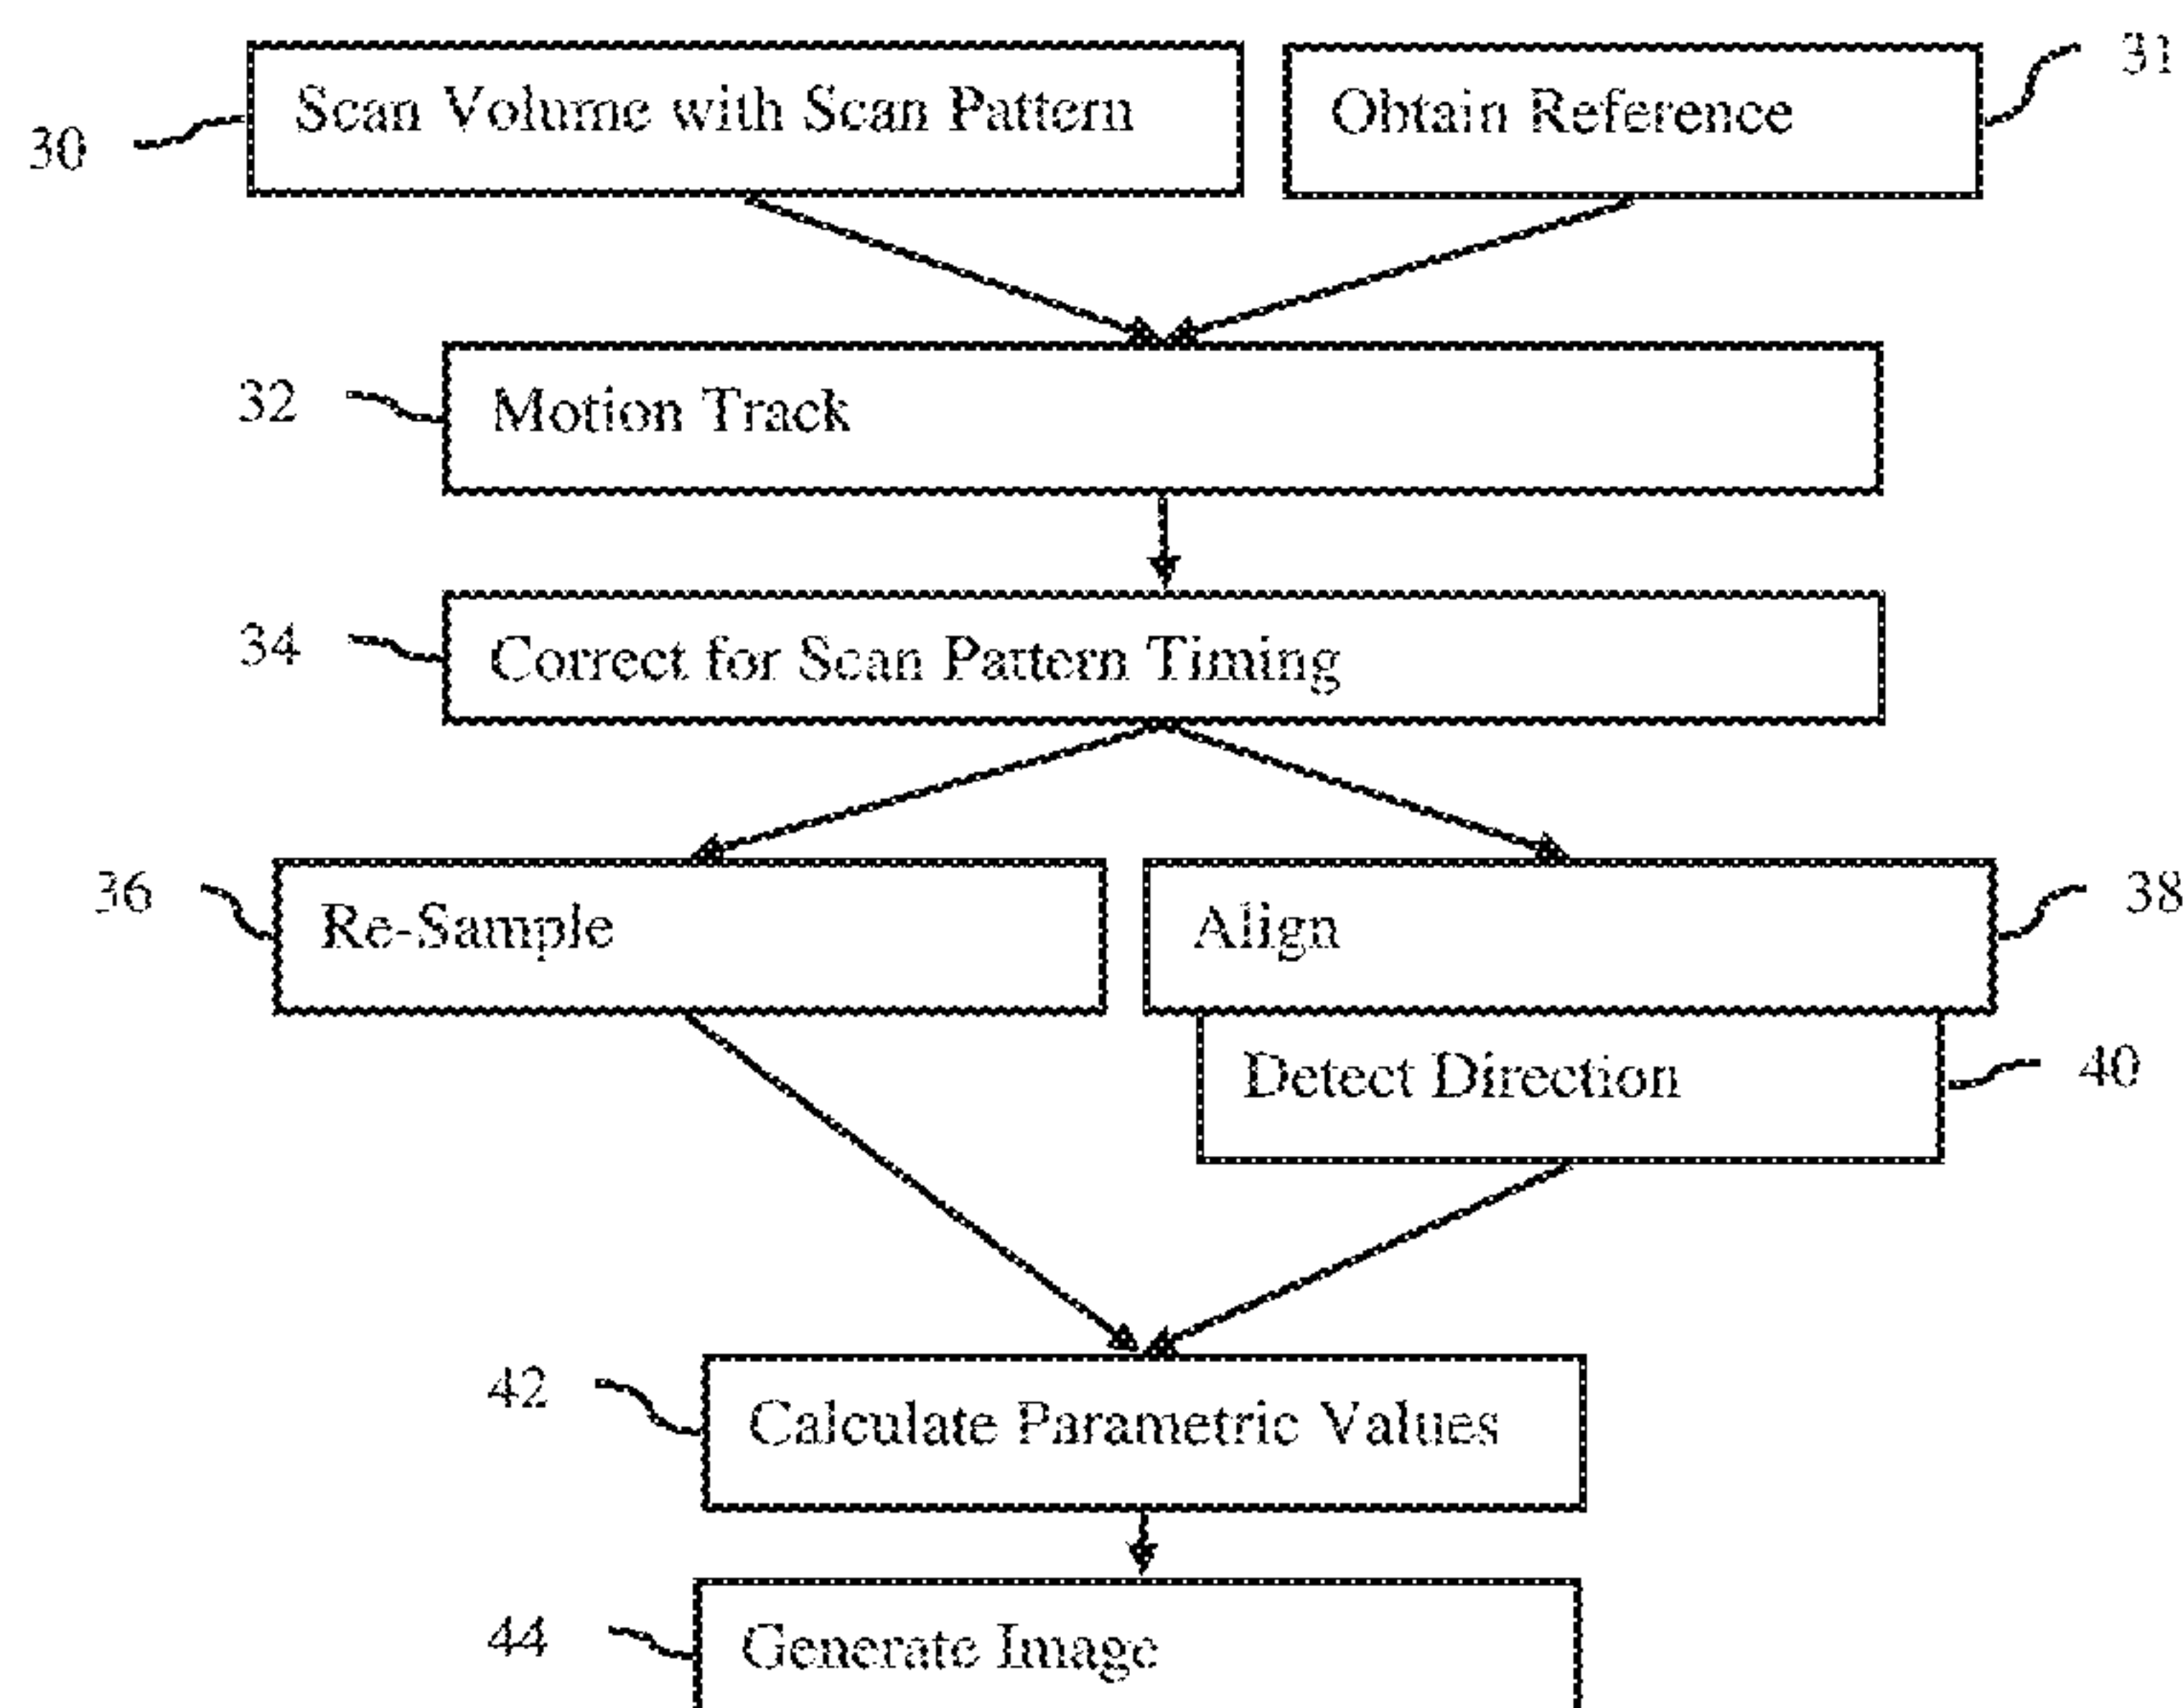 Scan Volume with Scan Pattern
Obtain Reference
31
30
Motion Track
32
Correct for Scan Pattern Timing
34
36
Re-Sample
Align
38
Detect Direction
40
42
Calculate Parametric Values
44
Generate Image